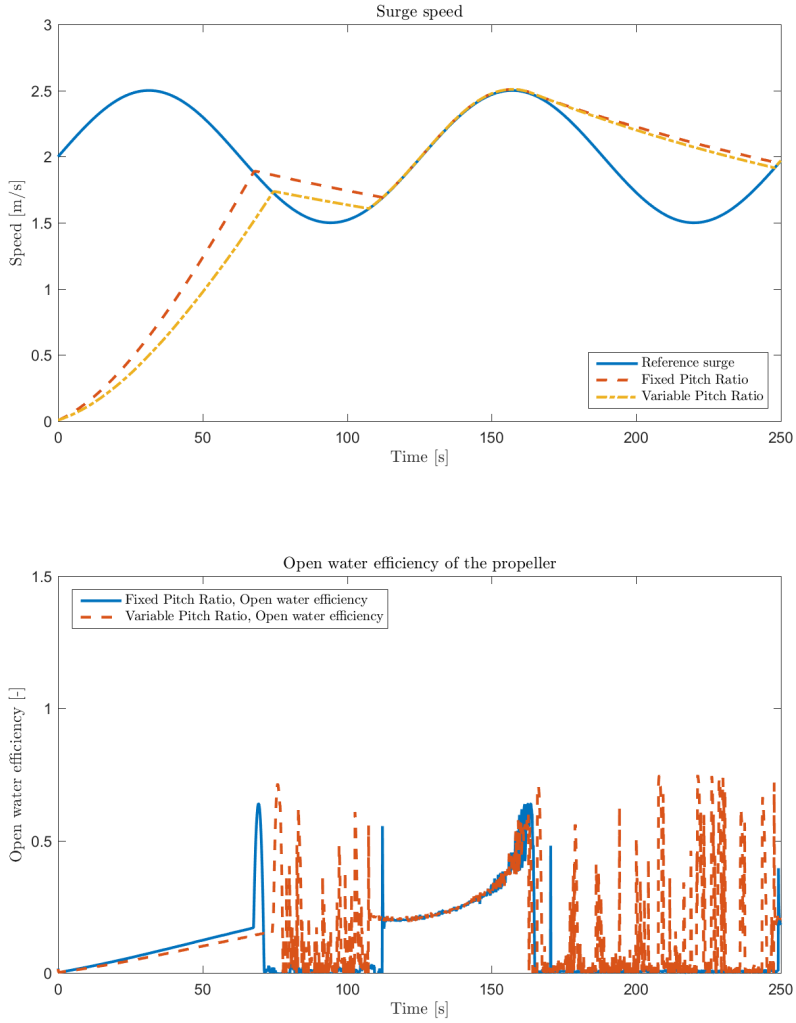 Surge speed
3
2.5
2
1.5
1
0.5
0
Speed [m/s]
Reference surge
Fixed Pitch Ratio
Variable Pitch Ratio
0 50 100 150 200 250
Time [s]
Open water efficiency of the propeller
1.5
1
0.5
0
Open water efficiency [-]
Fixed Pitch Ratio, Open water efficiency
Variable Pitch Ratio, Open water efficiency
0 50 100 150 200 250
Time [s]